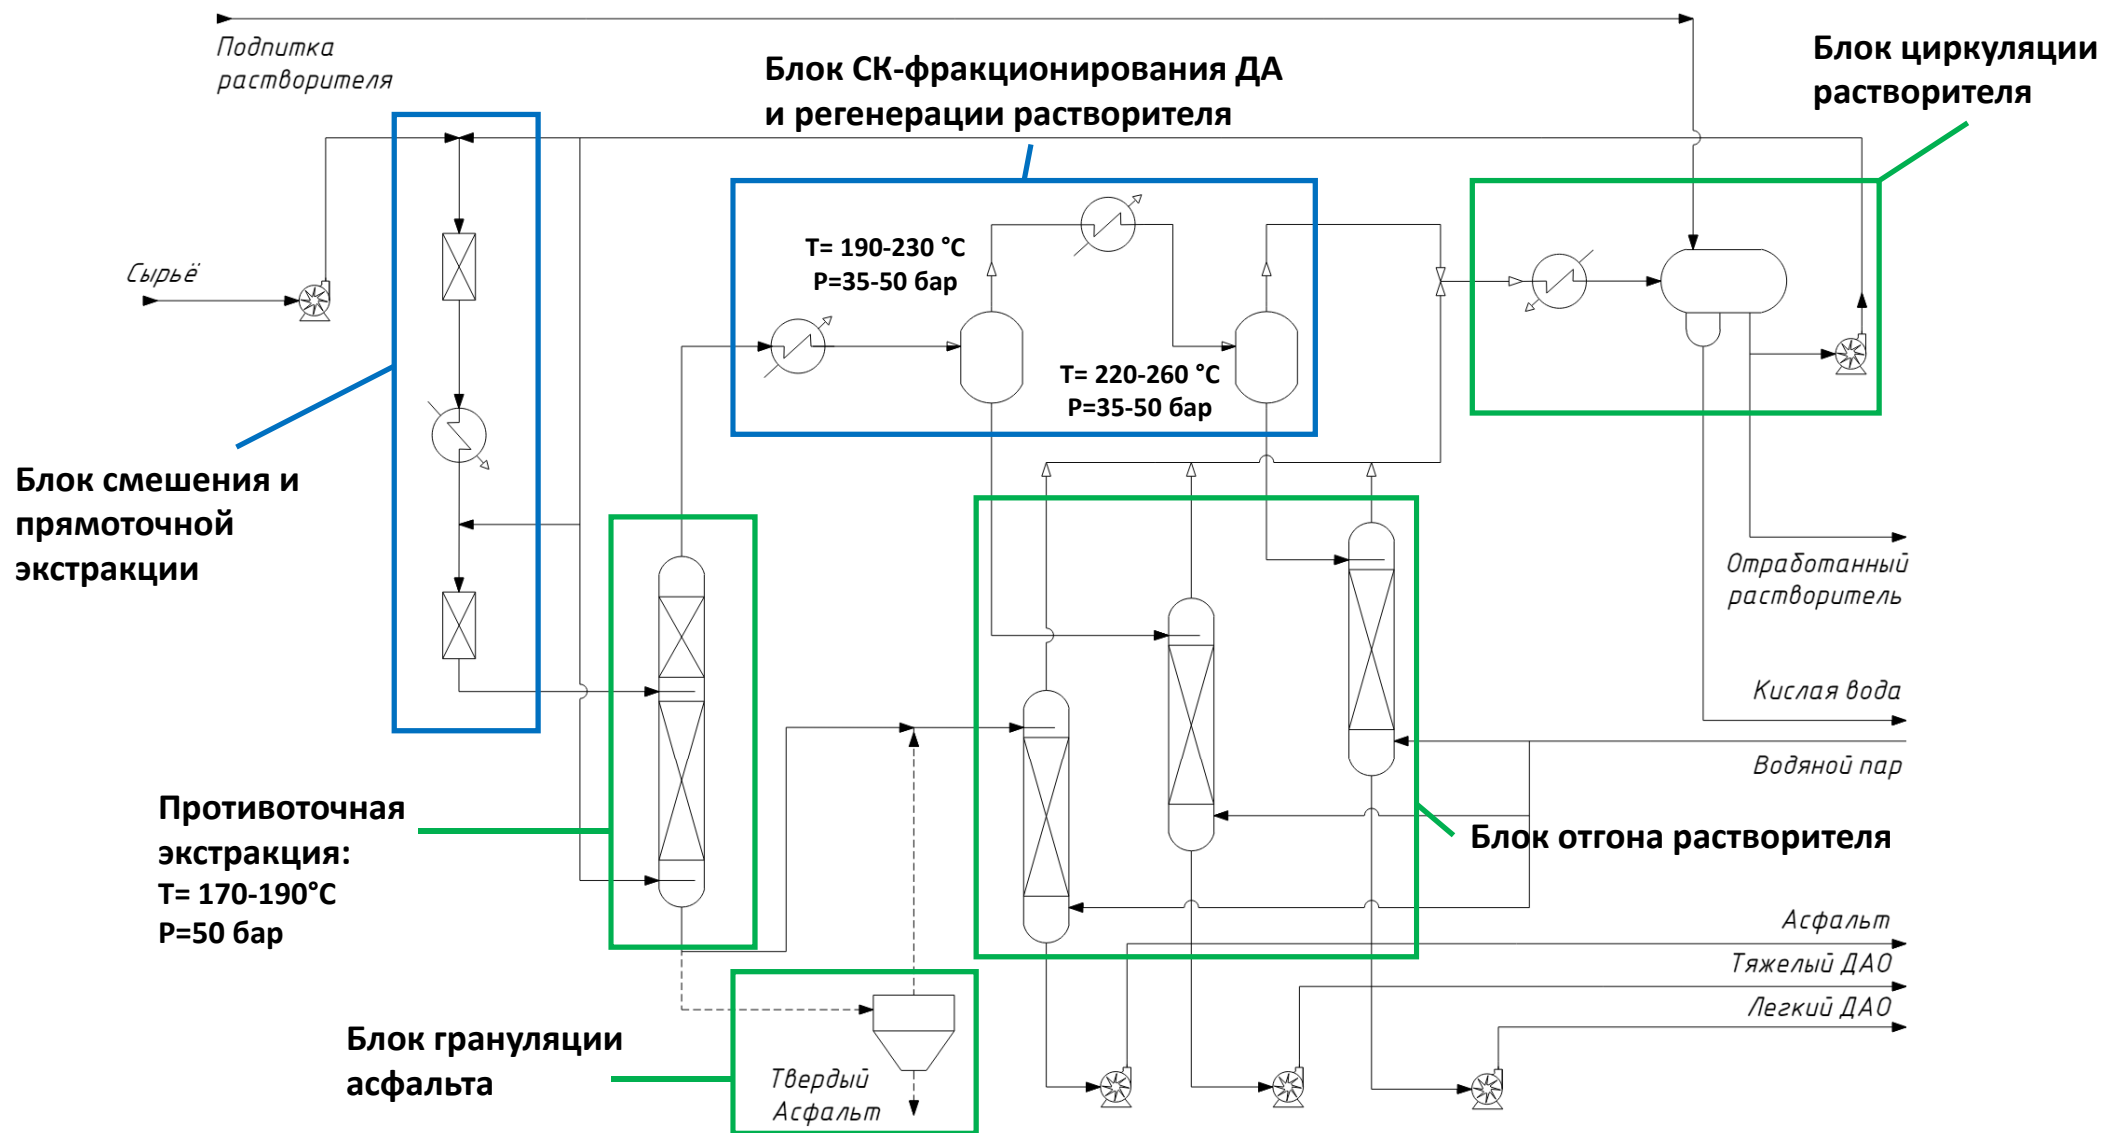 Подпитка
растворителя
Блок СК-фракционирования ДА
и регенерации растворителя
Блок циркуляции
растворителя
Сырьё
T= 190-230 °C
P=35-50 бар
T= 220-260 °C
P=35-50 бар
Блок смешения и
прямоточной
экстракции
Отработанный
растворитель
Кислая вода
Водяной пар
Противоточная
экстракция:
T= 170-190°C
P=50 бар
Блок отгона растворителя
Асфальт
Тяжелый ДАО
Легкий ДАО
Блок грануляции
асфальта
Твердый
Асфальт